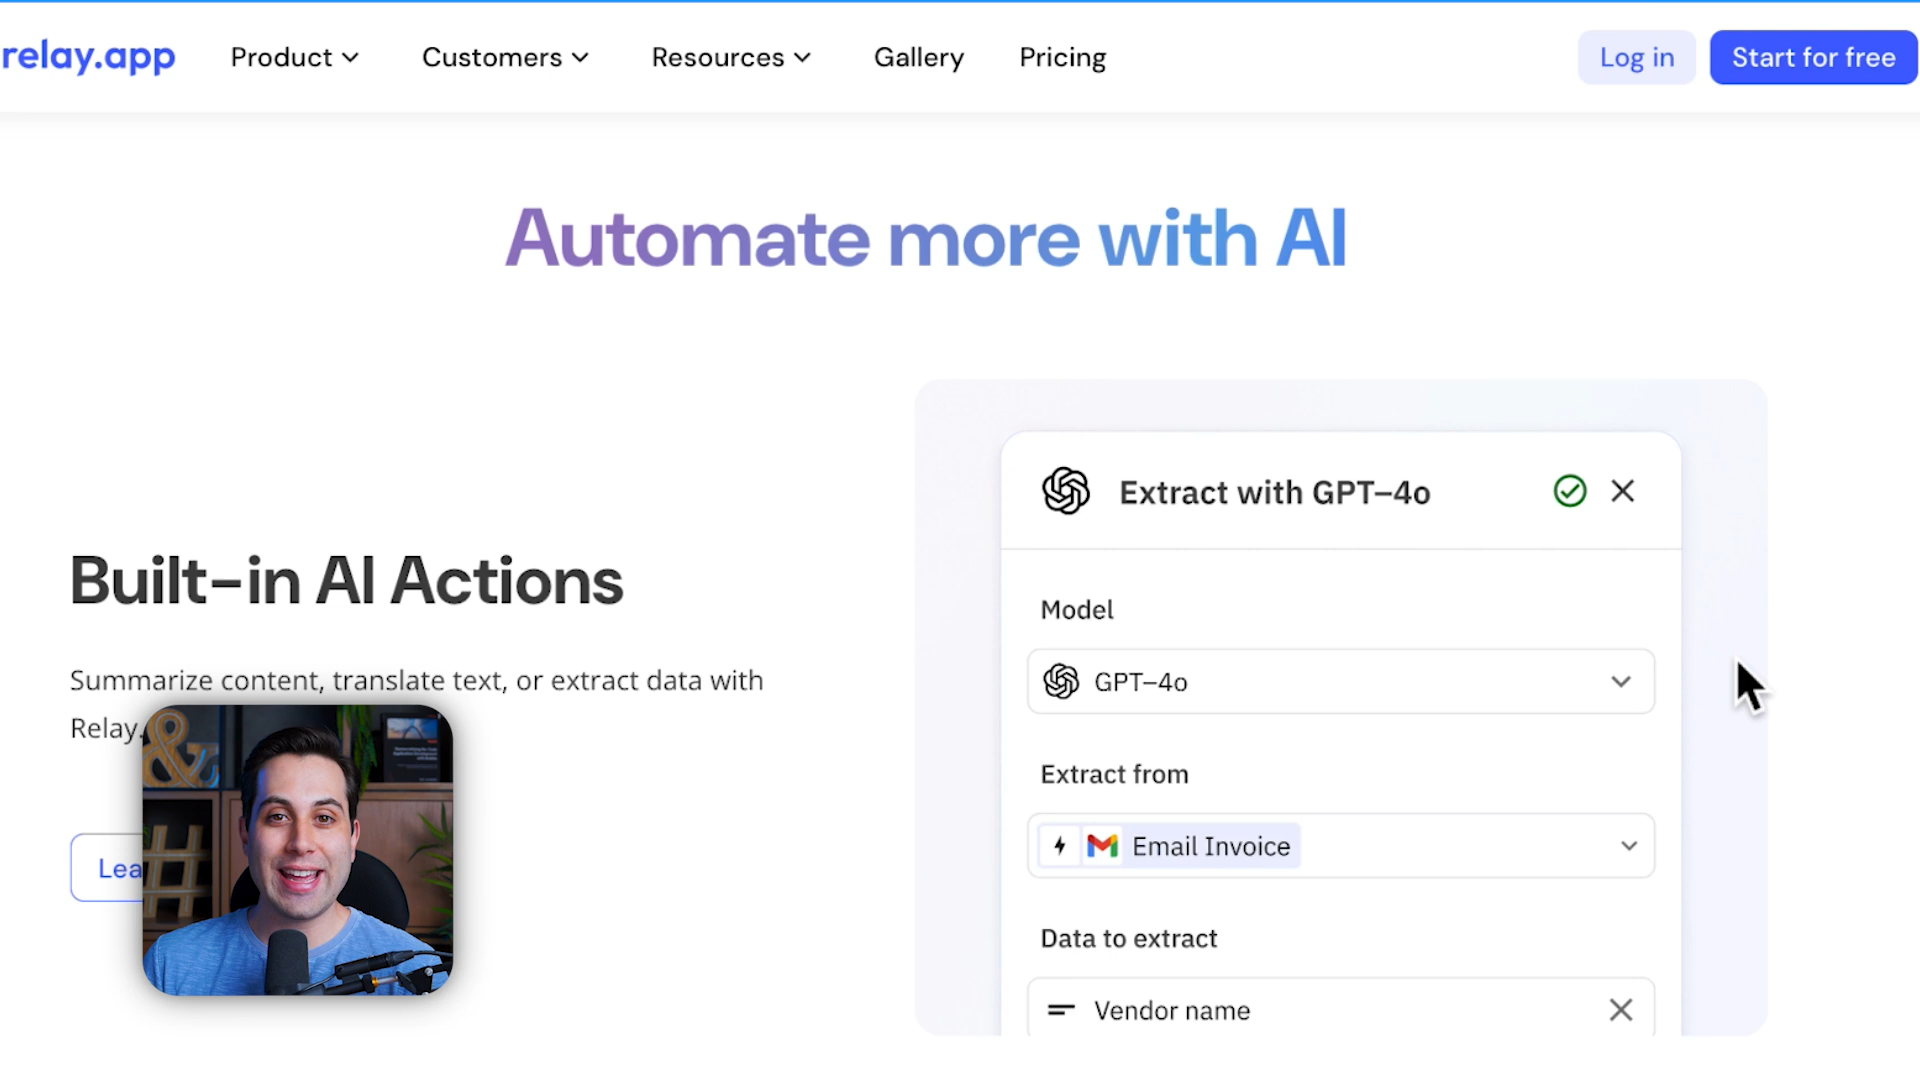 relay.app
Product
Customers
Resources
Gallery
Pricing
Log in
Start for free
Automate more with AI
Built-in AI Actions
Summarize content, translate text, or extract data with
Relay.
Lea
Extract with GPT-4o
Model
GPT-4o
Extract from
Email Invoice
Data to extract
Vendor name